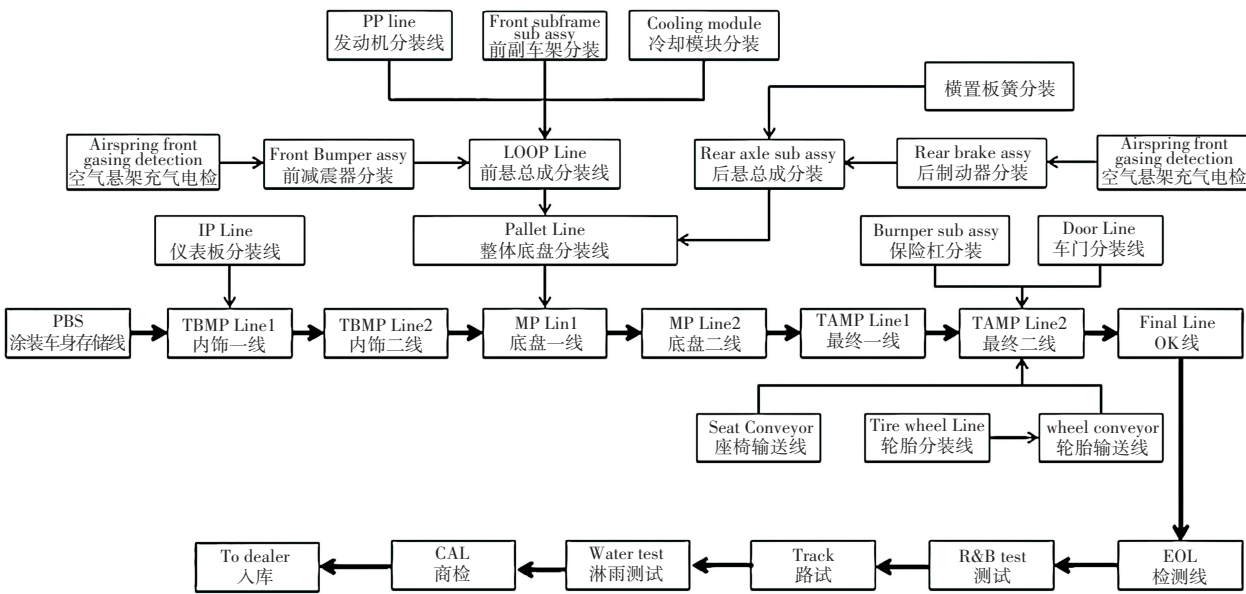 PP line
发动机分装线
Front subframe
sub assy
前副车架分装
Cooling module
冷却模块分装
横置板簧分装
Airspring front
gasing detection
空气悬架充气电检
Front Bumper assy
前减震器分装
LOOP Line
前悬总成分装线
Rear axle sub assy
后悬总成分装
Rear brake assy
后制动器分装
Airspring front
gasing detection
空气悬架充气电检
IP Line
仪表板分装线
Pallet Line
整体底盘分装线
Burnper sub assy
保险杠分装
Door Line
车门分装线
PBS
涂装车身存储线
TBMP Line1
内饰一线
TBMP Line2
内饰二线
MP Lin1
底盘一线
MP Line2
底盘二线
TAMP Line1
最终一线
TAMP Line2
最终二线
Final Line
OK线
Seat Conveyor
座椅输送线
Tire wheel Line
轮胎分装线
wheel conveyor
轮胎输送线
To dealer
入库
CAL
商检
Water test
淋雨测试
Track
路试
R&B test
测试
EOL
检测线